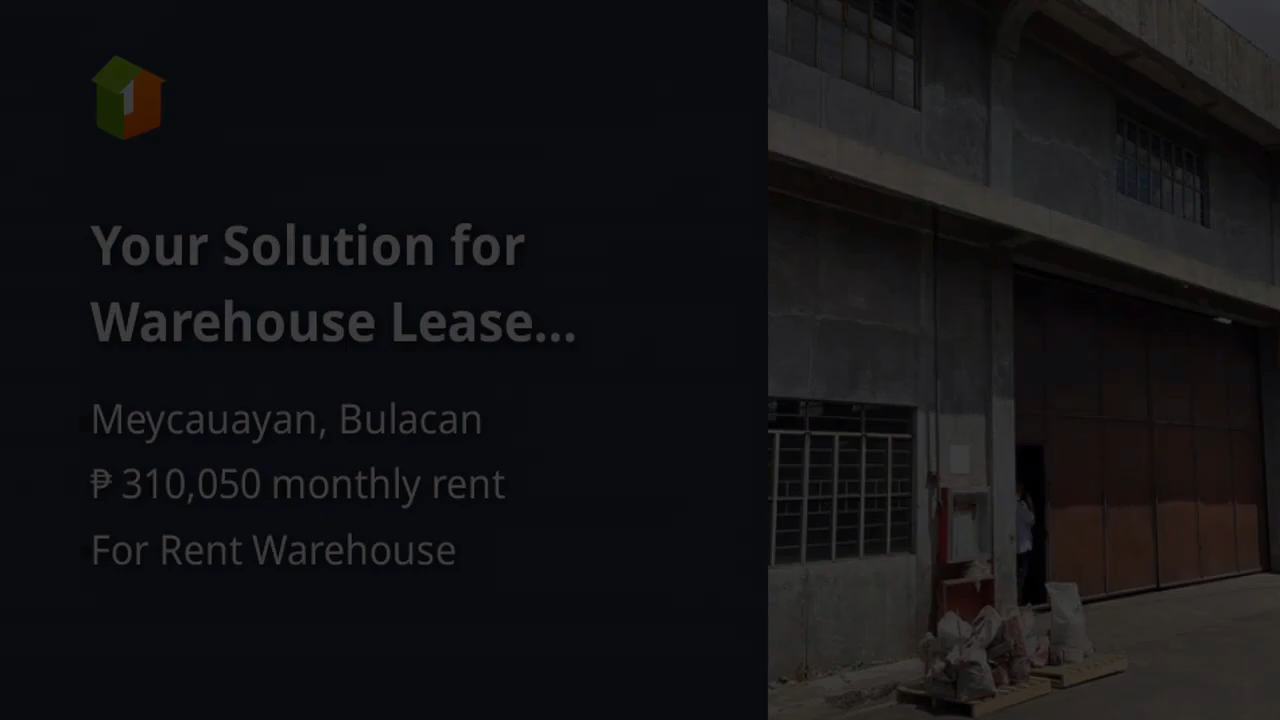 Your Solution for
Warehouse Lease...
Meycauayan, Bulacan
₱ 310,050 monthly rent
For Rent Warehouse